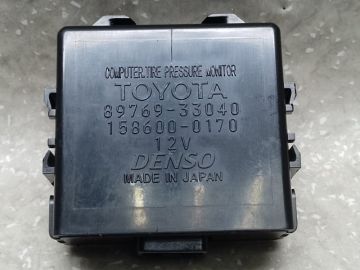 COMPUTER.TIRE PRESSURE MONITOR
TOYOTA
89769-33040
158600-0170
12V
DENSO
MADE IN JAPAN